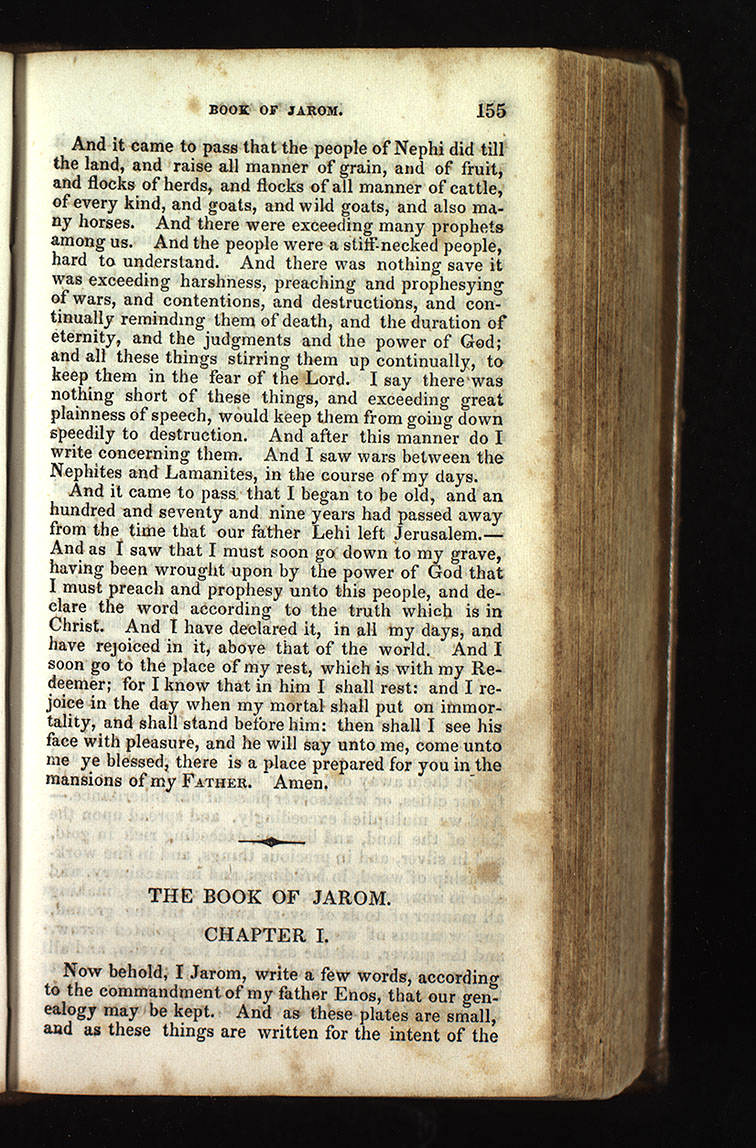 BOOK OF JAROM. 155
And it came to pass that the people of Nephi did till
the land, and raise all manner of grain, and of fruit,
and flocks of herds, and flocks of all manner of cattle,
of every kind, and goats, and wild goats, and also ma-
ny horses. And there were exceeding many prophets
among us. And the people were a stiff-necked people,
hard to understand. And there was nothing save it
was exceeding harshness, preaching and prophesying
of wars, and contentions, and destructions, and con-
tinually reminding them of death, and the duration of
eternity, and the judgments and the power of God;
and all these things stirring them up continually, to
keep them in the fear of the Lord. I say there was
nothing short of these things, and exceeding great
plainness of speech, would keep them from going down
speedily to destruction. And after this manner do I
write concerning them. And I saw wars between the
Nephites and Lamanites, in the course of my days.
And it came to pass that I began to be old, and an
hundred and seventy and nine years had passed away
from the time that our father Lehi left Jerusalem.—
And as I saw that I must soon go down to my grave,
having been wrought upon by the power of God that
I must preach and prophesy unto this people, and de-
clare the word according to the truth which is in
Christ. And I have declared it, in all my days, and
have rejoiced in it, above that of the world. And I
soon go to the place of my rest, which is with my Re-
deemer; for I know that in him I shall rest: and I re-
joice in the day when my mortal shall put on immor-
tality, and shall stand before him: then shall I see his
face with pleasure, and he will say unto me, come unto
me ye blessed, there is a place prepared for you in the
mansions of my FATHER. Amen.
THE BOOK OF JAROM.
CHAPTER I.
Now behold, I Jarom, write a few words, according
to the commandment of my father Enos, that our gen-
ealogy may be kept. And as these plates are small,
and as these things are written for the intent of the